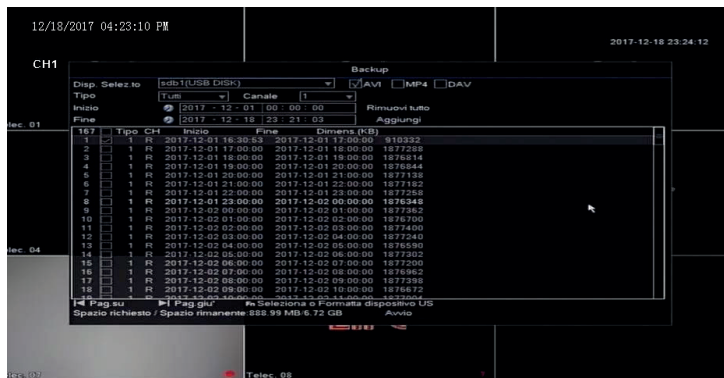 12/18/2017 04:23:10 PM
2017-12-18 23:24:12
CH1
Backup
Disp. Selez.to sdb1(USB DISK) AVI MP4 DAV
Tipo Tutti Canale 1
Inizio 2017 - 12 - 01 00 : 00 : 00 Rimuovi tutto
Fine 2017 - 12 - 18 23 : 21 : 03 Aggiungi
lec. 01
167 Tipo CH Inizio Fine Dimens.(KB)
1 1 R 2017-12-01 16:30:53 2017-12-01 17:00:00 910332
2 1 R 2017-12-01 17:00:00 2017-12-01 18:00:00 1877288
3 1 R 2017-12-01 18:00:00 2017-12-01 19:00:00 1876814
4 1 R 2017-12-01 19:00:00 2017-12-01 20:00:00 1876844
5 1 R 2017-12-01 20:00:00 2017-12-01 21:00:00 1877138
6 1 R 2017-12-01 21:00:00 2017-12-01 22:00:00 1877182
7 1 R 2017-12-01 22:00:00 2017-12-01 23:00:00 1877258
8 1 R 2017-12-01 23:00:00 2017-12-02 00:00:00 1876348
9 1 R 2017-12-02 00:00:00 2017-12-02 01:00:00 1877362
10 1 R 2017-12-02 01:00:00 2017-12-02 02:00:00 1876700
11 1 R 2017-12-02 02:00:00 2017-12-02 03:00:00 1877400
12 1 R 2017-12-02 03:00:00 2017-12-02 04:00:00 1877240
13 1 R 2017-12-02 04:00:00 2017-12-02 05:00:00 1876590
14 1 R 2017-12-02 05:00:00 2017-12-02 06:00:00 1877302
15 1 R 2017-12-02 06:00:00 2017-12-02 07:00:00 1877200
16 1 R 2017-12-02 07:00:00 2017-12-02 08:00:00 1876962
17 1 R 2017-12-02 08:00:00 2017-12-02 09:00:00 1877398
18 1 R 2017-12-02 09:00:00 2017-12-02 10:00:00 1876672
lec. 04
Pag.su Pag.giu' Fn Seleziona o Formatta dispositivo US
Spazio richiesto / Spazio rimanente:888.99 MB/6.72 GB Avvio
Telec. 08